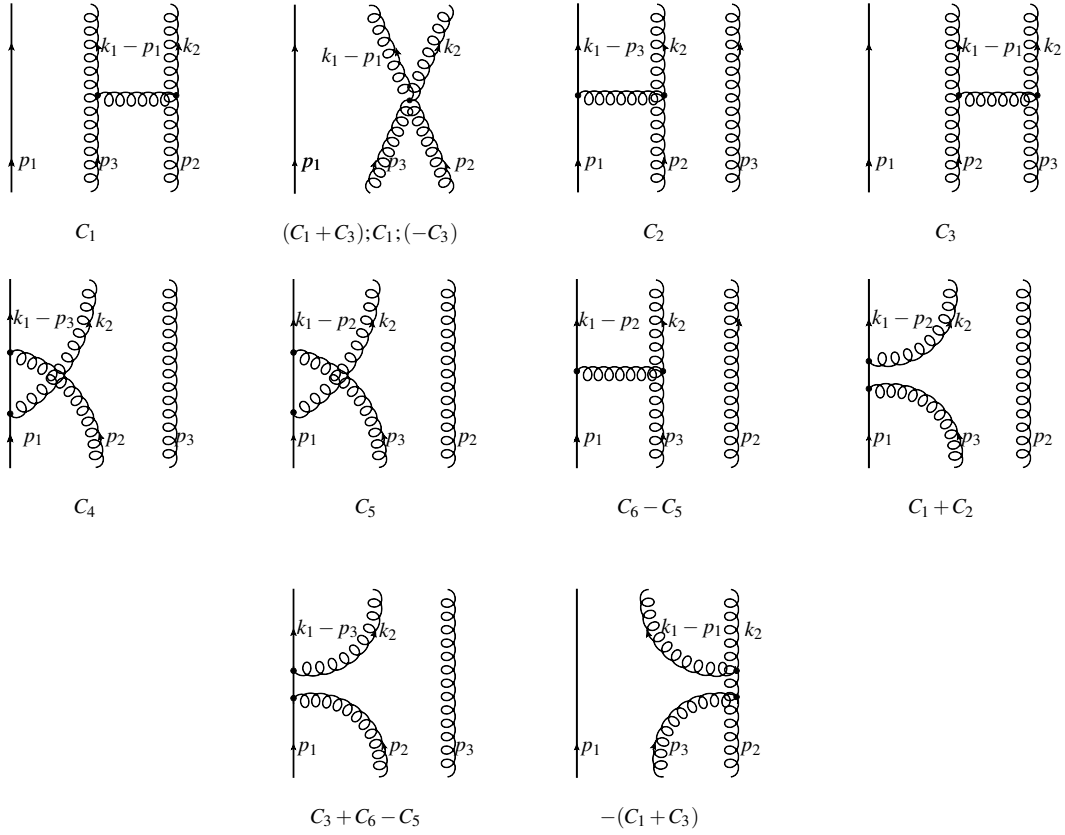 k₁ − p₁ k₂ k₁ − p₁ k₂ k₁ − p₃ k₂ k₁ − p₁ k₂
p₁ p₃ p₂ p₁ p₃ p₂ p₁ p₂ p₃ p₁ p₂ p₃
C₁ (C₁ + C₃); C₁; (−C₃) C₂ C₃
k₁ − p₃ k₂ k₁ − p₂ k₂ k₁ − p₂ k₂ k₁ − p₂ k₂
p₁ p₂ p₃ p₁ p₃ p₂ p₁ p₃ p₂ p₁ p₃ p₂
C₄ C₅ C₆ − C₅ C₁ + C₂
k₁ − p₃ k₂ k₁ − p₁ k₂
p₁ p₂ p₃ p₁ p₃ p₂
C₃ + C₆ − C₅ −(C₁ + C₃)